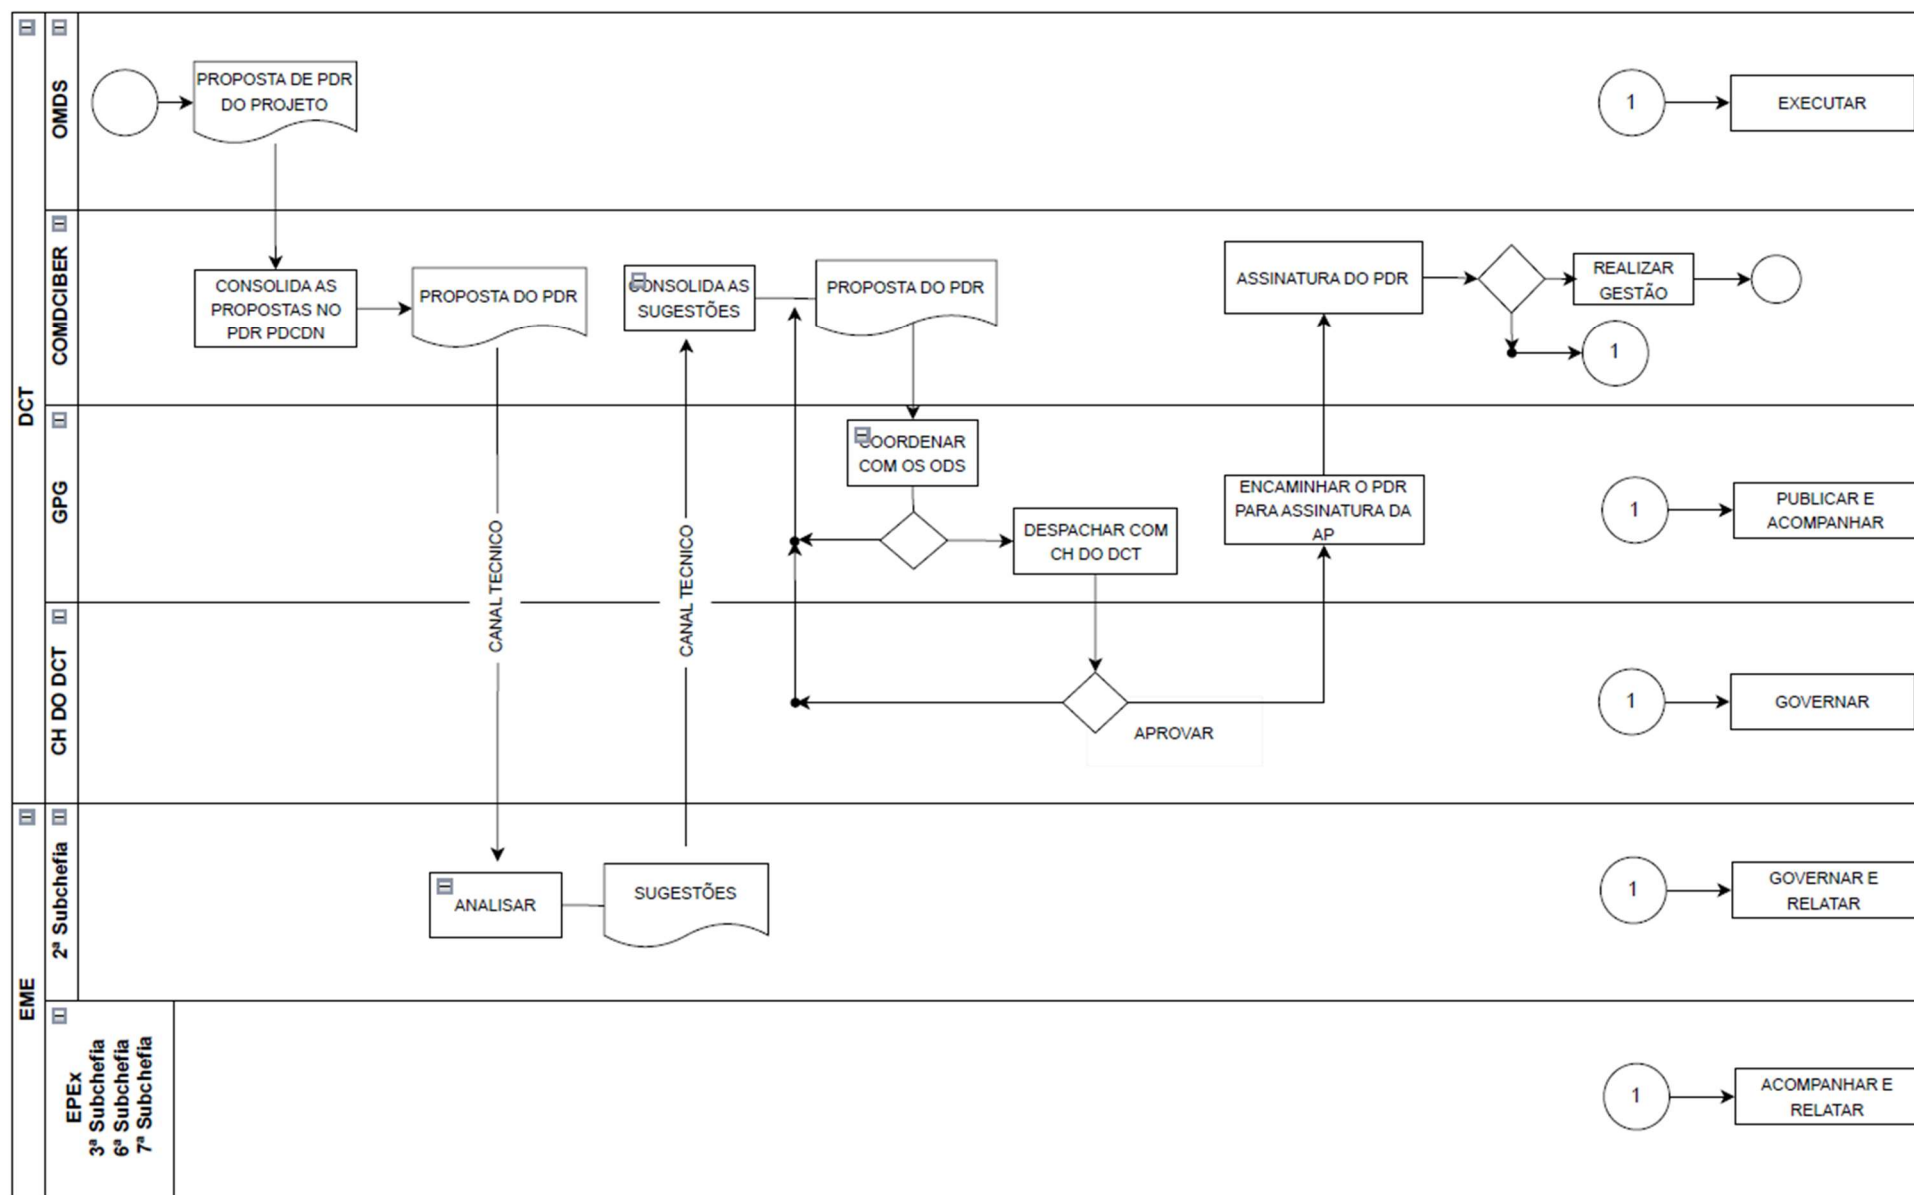 DCT
OMDS
PROPOSTA DE PDR
DO PROJETO
1
EXECUTAR
COMDCIBER
CONSOLIDA AS
PROPOSTAS NO
PDR PDCDN
PROPOSTA DO PDR
CONSOLIDA AS
SUGESTÕES
PROPOSTA DO PDR
ASSINATURA DO PDR
REALIZAR
GESTÃO
1
GPG
COORDENAR
COM OS ODS
DESPACHAR COM
CH DO DCT
ENCAMINHAR O PDR
PARA ASSINATURA DA
AP
1
PUBLICAR E
ACOMPANHAR
CANAL TECNICO
CANAL TECNICO
CH DO DCT
APROVAR
1
GOVERNAR
EME
2ª Subchefia
ANALISAR
SUGESTÕES
1
GOVERNAR E
RELATAR
EPEx
3ª Subchefia
6ª Subchefia
7ª Subchefia
1
ACOMPANHAR E
RELATAR